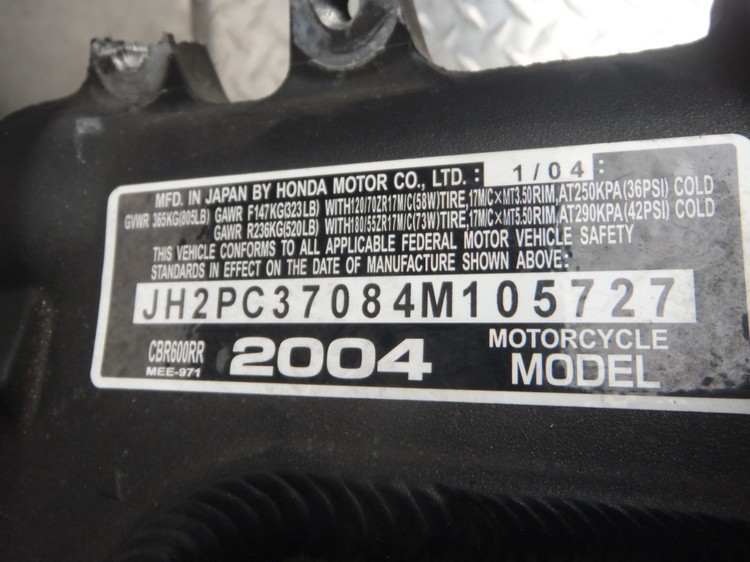 MFD. IN JAPAN BY HONDA MOTOR CO., LTD.: 1/04:
GVWR 365KG(805LB) GAWR F147KG(323LB) WITH120/70ZR17M/C(58W)TIRE,17M/C×MT3.50RIM,AT250KPA(36PSI) COLD
GAWR R236KG(520LB) WITH180/55ZR17M/C(73W)TIRE,17M/C×MT5.50RIM,AT290KPA(42PSI) COLD
THIS VEHICLE CONFORMS TO ALL APPLICABLE FEDERAL MOTOR VEHICLE SAFETY
STANDARDS IN EFFECT ON THE DATE OF MANUFACTURE SHOWN ABOVE:
JH2PC37084M105727
CBR600RR 2004 MOTORCYCLE
MEE-971 MODEL